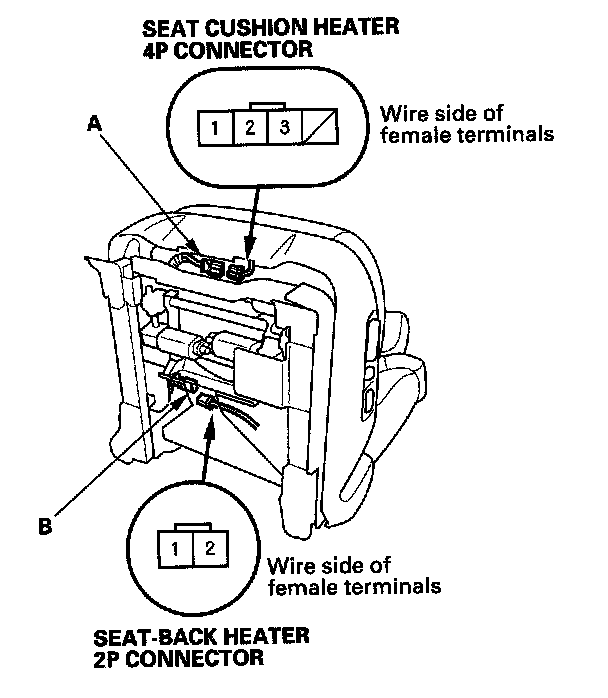 SEAT CUSHION HEATER
4P CONNECTOR
A
1 2 3
Wire side of
female terminals
B
1 2
Wire side of
female terminals
SEAT-BACK HEATER
2P CONNECTOR